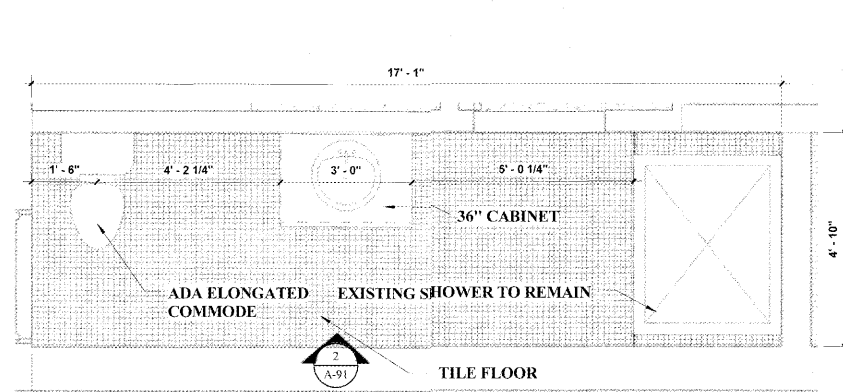 17' - 1"
1' - 6"
4' - 2 1/4"
3' - 0"
5' - 0 1/4"
36" CABINET
4' - 10"
ADA ELONGATED
COMMODE
EXISTING SHOWER TO REMAIN
2
A-91
TILE FLOOR